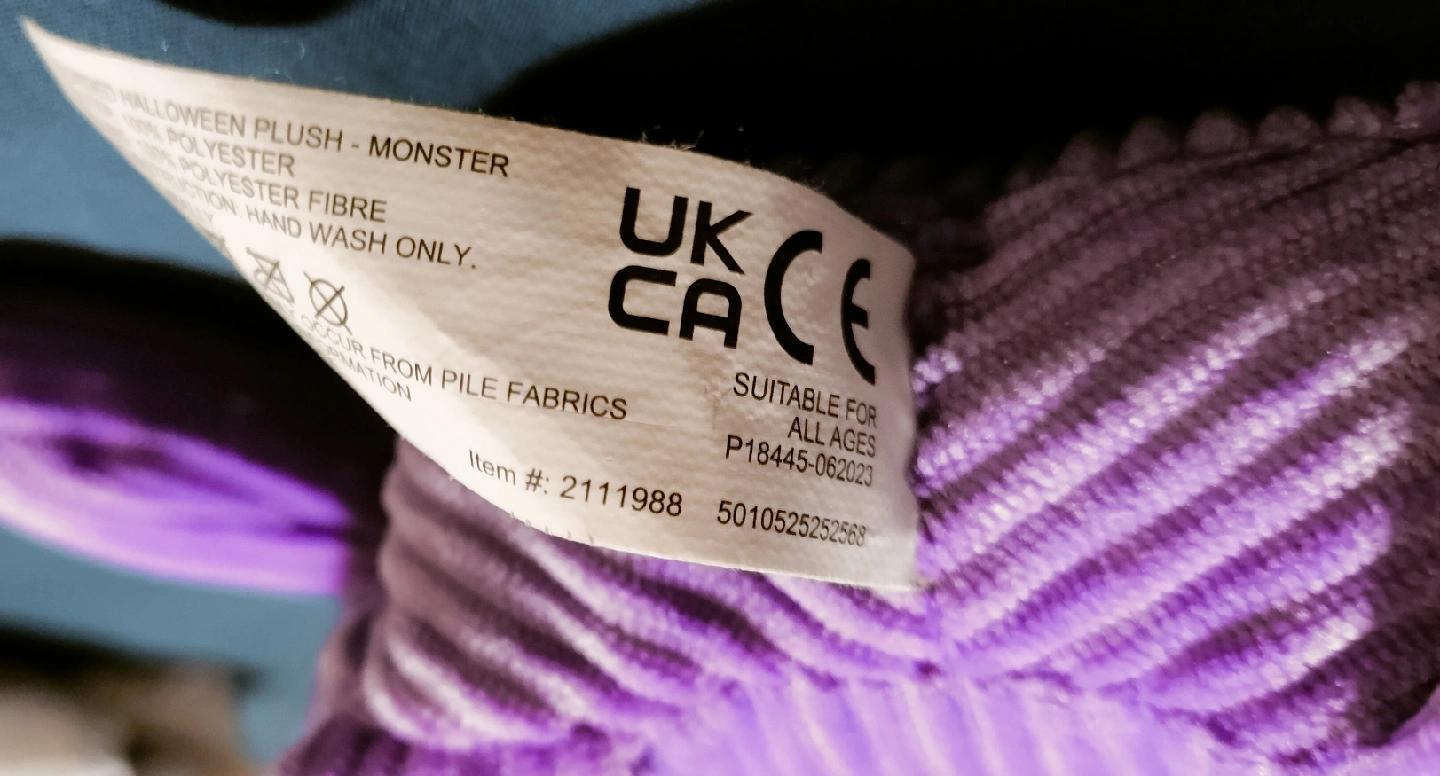 HALLOWEEN PLUSH - MONSTER
100% POLYESTER
POLYESTER FIBRE
HAND WASH ONLY.
OCCUR FROM PILE FABRICS
Item #: 2111988
UK
CA
CE
SUITABLE FOR
ALL AGES
P18445-062023
5010525252568